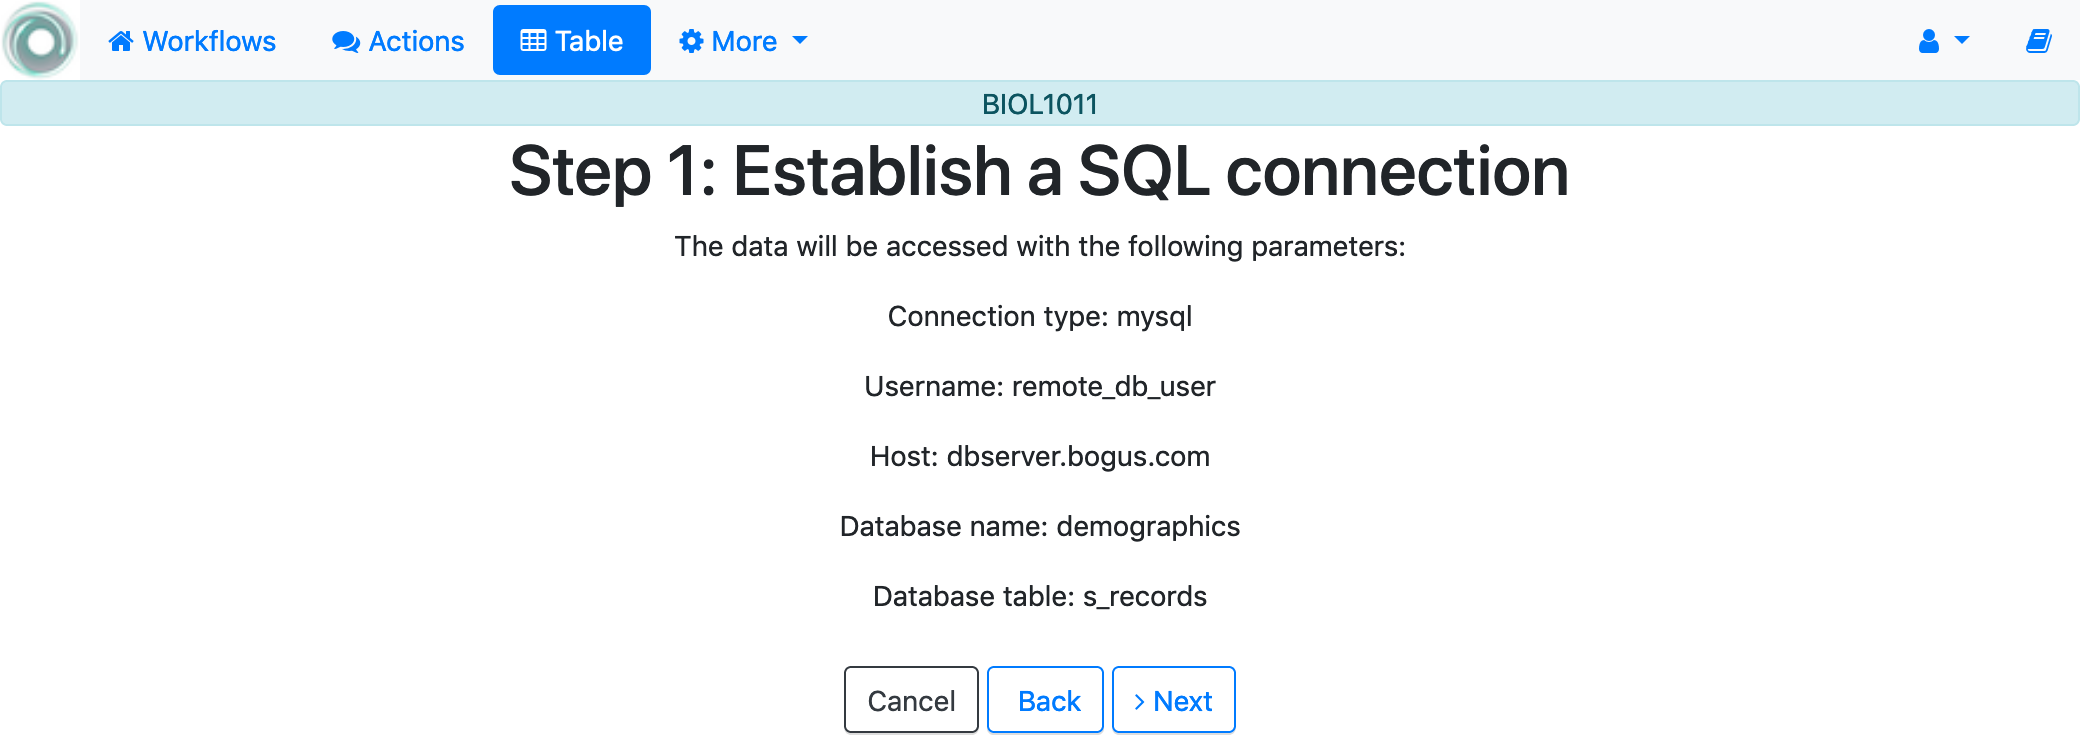 Workflows Actions Table More
BIOL1011
Step 1: Establish a SQL connection
The data will be accessed with the following parameters:
Connection type: mysql
Username: remote_db_user
Host: dbserver.bogus.com
Database name: demographics
Database table: s_records
Cancel Back Next